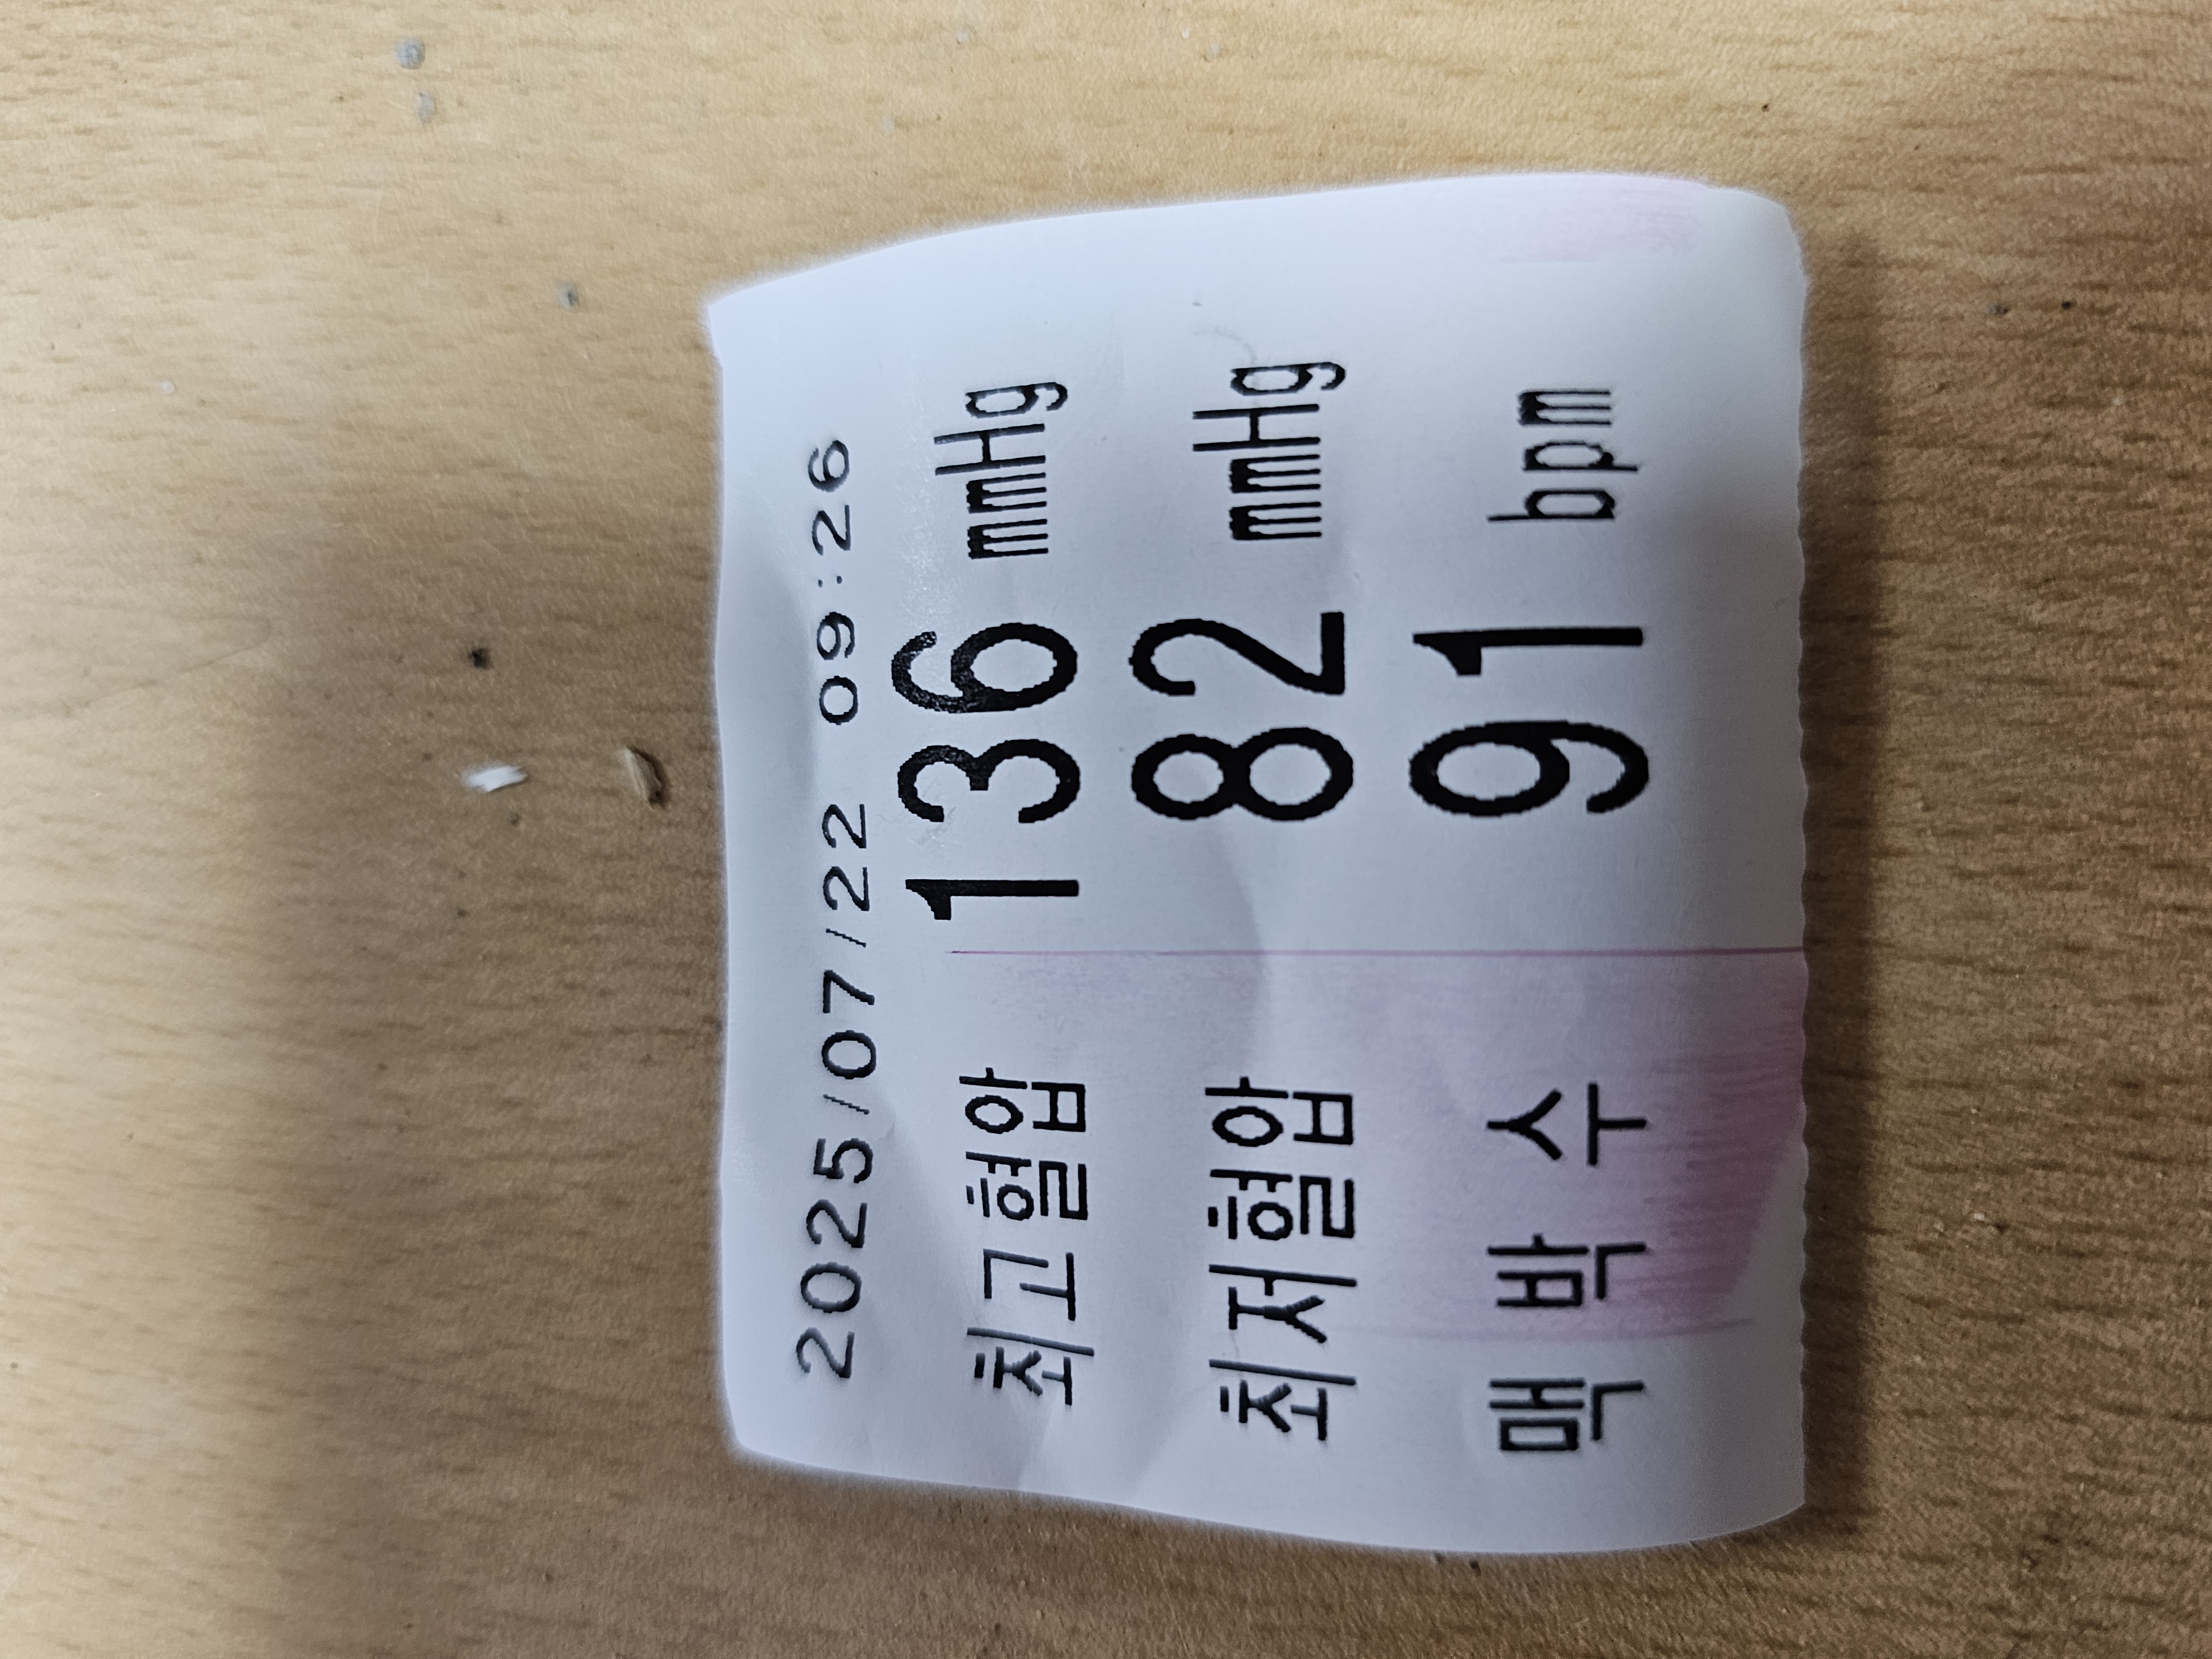 2025/07/22 09:26
최고혈압 136 mmHg
최저혈압 82 mmHg
맥 박 수 91 bpm